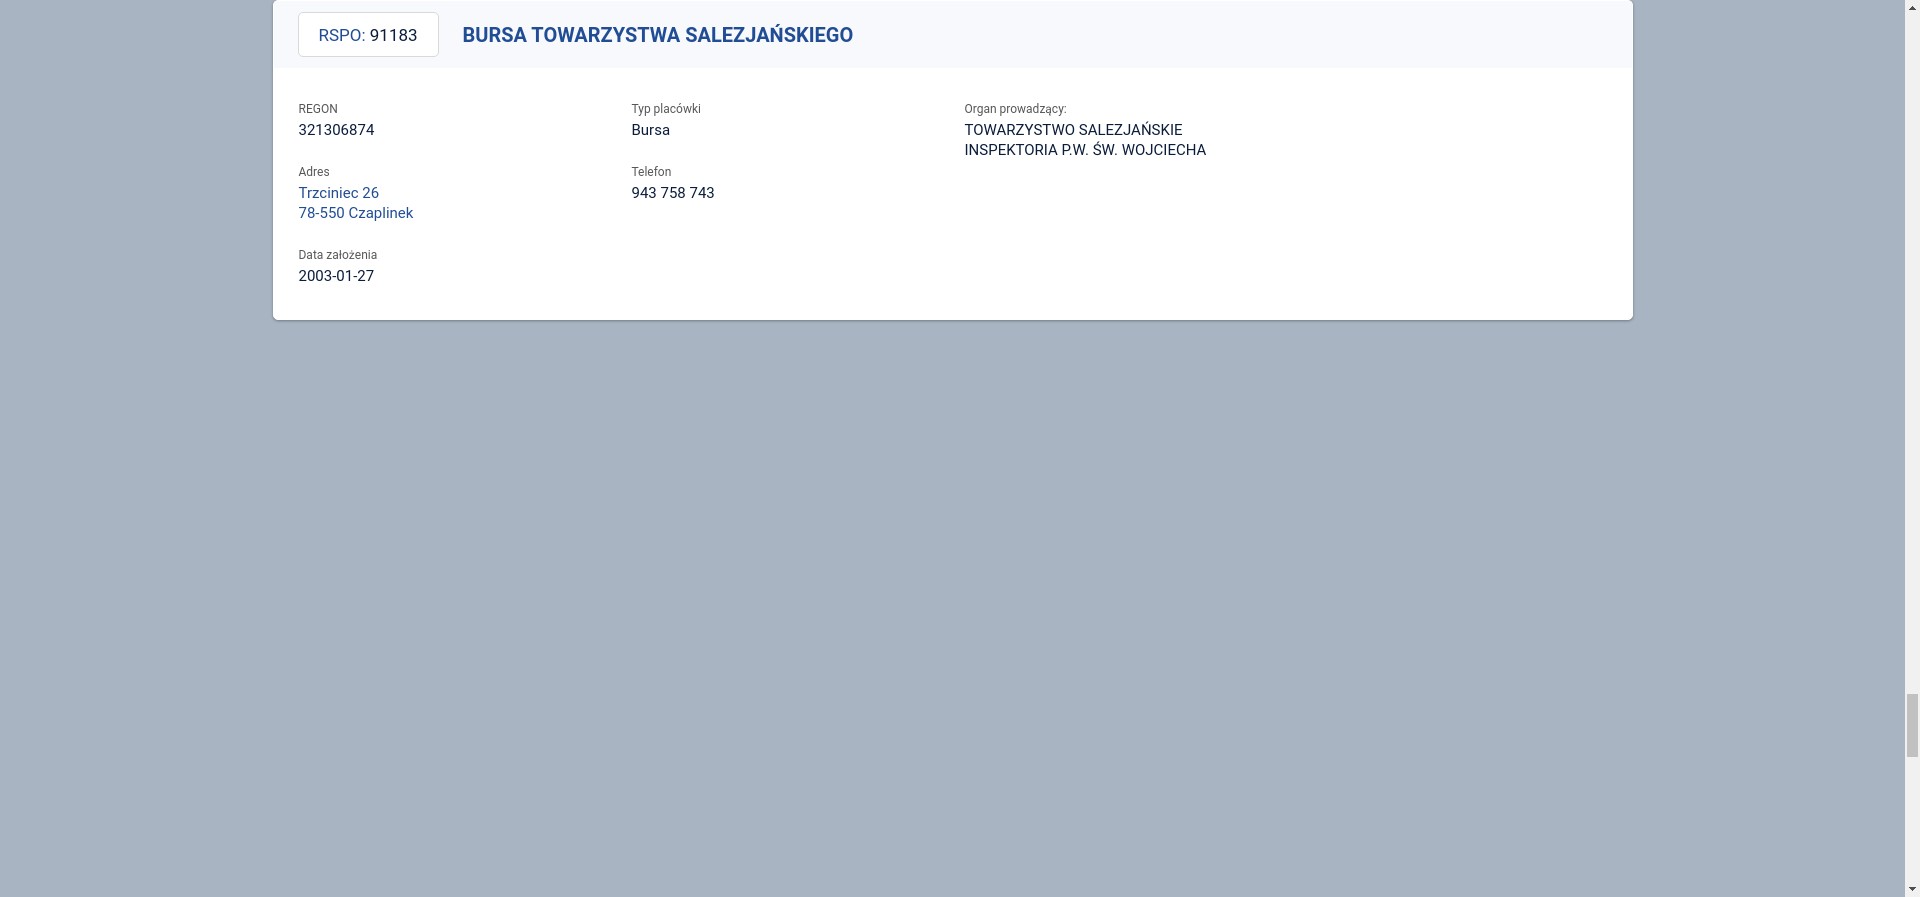 RSPO: 91183
BURSA TOWARZYSTWA SALEZJAŃSKIEGO
REGON
321306874
Adres
Trzciniec 26
78-550 Czaplinek
Data założenia
2003-01-27
Typ placówki
Bursa
Telefon
943 758 743
Organ prowadzący:
TOWARZYSTWO SALEZJAŃSKIE
INSPEKTORIA P.W. ŚW. WOJCIECHA